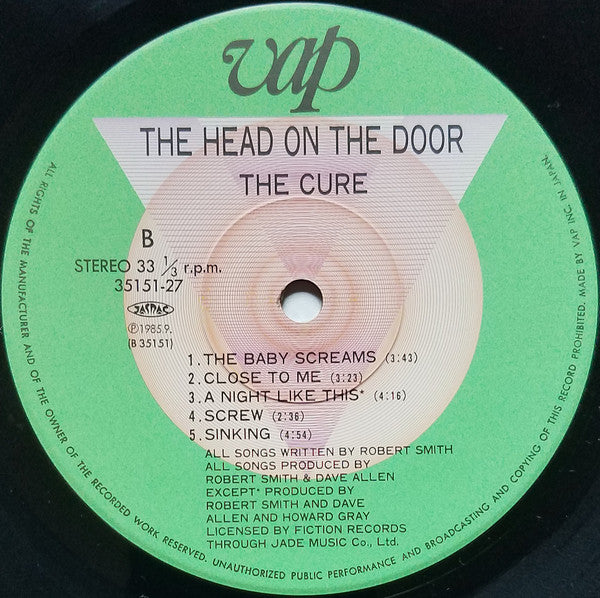 vap
THE HEAD ON THE DOOR
THE CURE
B
STEREO 33 1/3 r.p.m.
35151-27
JASRAC
Ⓟ1985.9.
(B 35151)
1. THE BABY SCREAMS (3:43)
2. CLOSE TO ME (3:23)
3. A NIGHT LIKE THIS* (4:16)
4. SCREW (2:36)
5. SINKING (4:54)
ALL SONGS WRITTEN BY ROBERT SMITH
ALL SONGS PRODUCED BY
ROBERT SMITH & DAVE ALLEN
EXCEPT* PRODUCED BY
ROBERT SMITH AND DAVE
ALLEN AND HOWARD GRAY
LICENSED BY FICTION RECORDS
THROUGH JADE MUSIC Co., Ltd.
ALL RIGHTS OF THE MANUFACTURER AND OF THE OWNER OF THE RECORDED WORK RESERVED. UNAUTHORIZED PUBLIC PERFORMANCE AND BROADCASTING AND COPYING OF THIS RECORD PROHIBITED. MADE BY VAP INC. IN JAPAN.